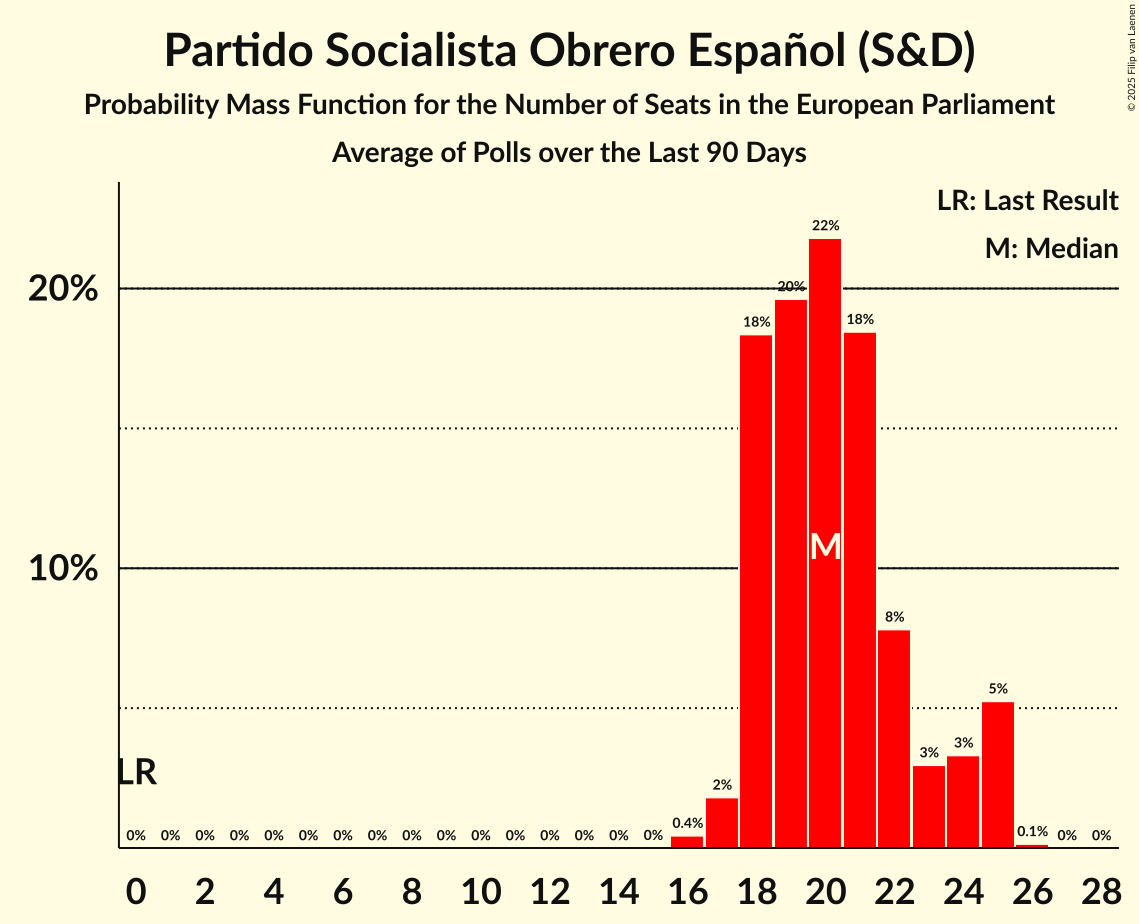 Partido Socialista Obrero Español (S&D)
Probability Mass Function for the Number of Seats in the European Parliament
Average of Polls over the Last 90 Days
© 2025 Filip van Laenen
LR: Last Result
M: Median
22%
20%
20%
18%
18%
M
10%
8%
5%
3%
3%
LR
2%
0% 0% 0% 0% 0% 0% 0% 0% 0% 0% 0% 0% 0% 0% 0% 0% 0.4% 0.1% 0% 0%
0 2 4 6 8 10 12 14 16 18 20 22 24 26 28